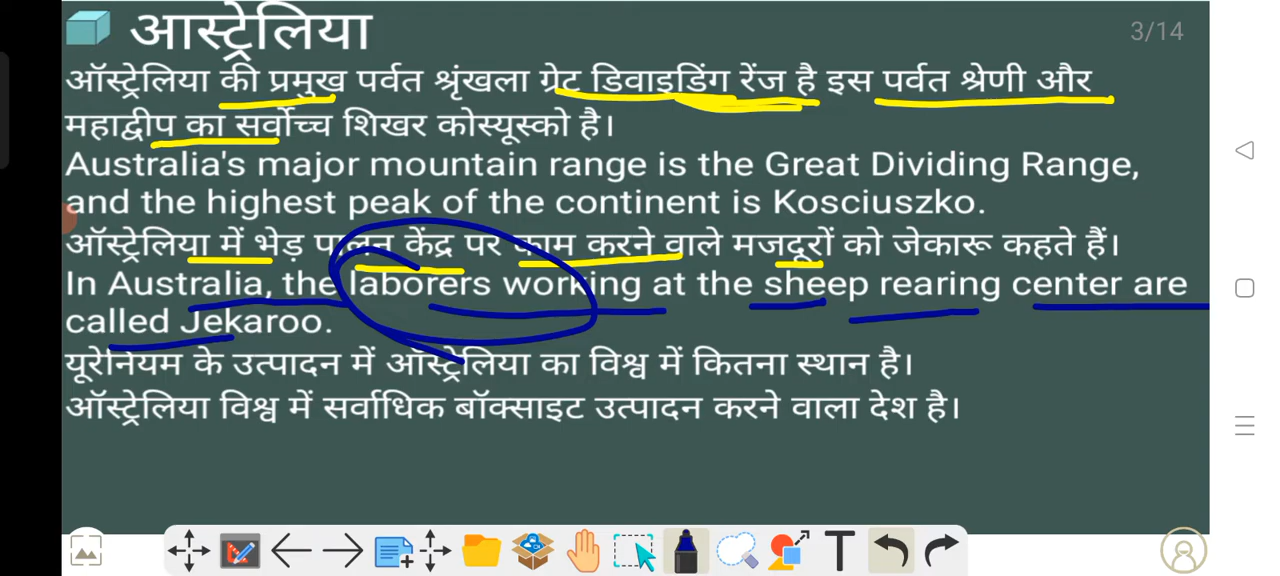 आस्ट्रेलिया
3/14
ऑस्ट्रेलिया की प्रमुख पर्वत श्रृंखला ग्रेट डिवाइडिंग रेंज है इस पर्वत श्रेणी और
महाद्वीप का सर्वोच्च शिखर कोस्यूस्को है।
Australia's major mountain range is the Great Dividing Range,
and the highest peak of the continent is Kosciuszko.
ऑस्ट्रेलिया में भेड़ पालन केंद्र पर काम करने वाले मजदूरों को जेकारू कहते हैं।
In Australia, the laborers working at the sheep rearing center are
called Jekaroo.
यूरेनियम के उत्पादन में ऑस्ट्रेलिया का विश्व में कितना स्थान है।
ऑस्ट्रेलिया विश्व में सर्वाधिक बॉक्साइट उत्पादन करने वाला देश है।
T